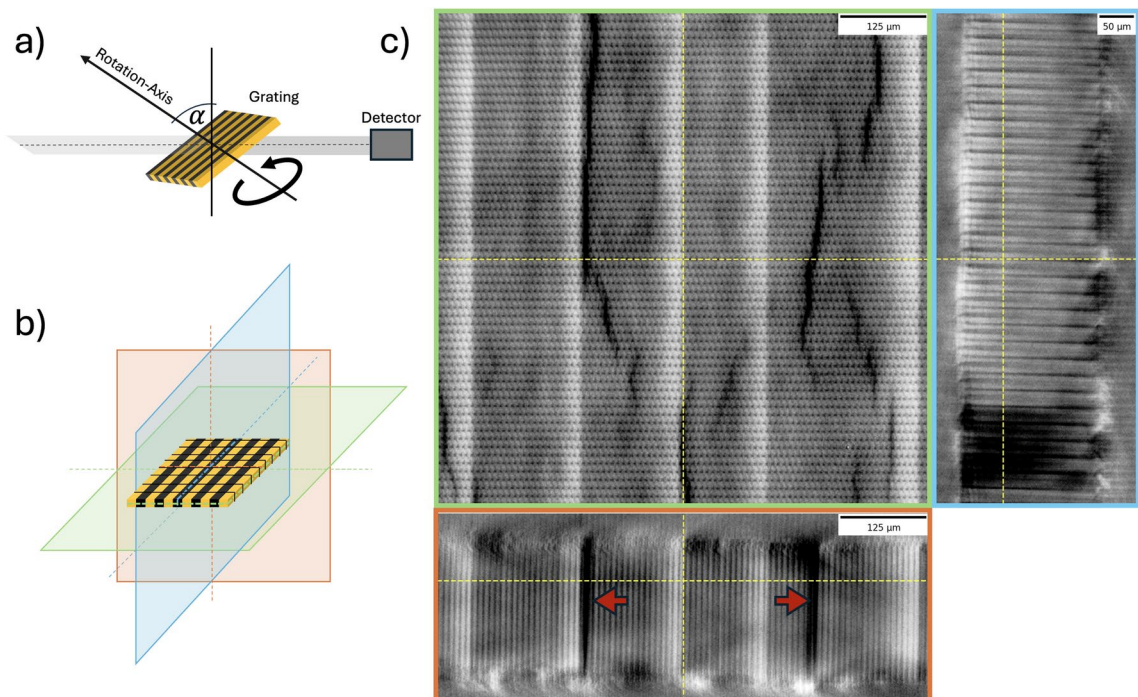 a)
Rotation-Axis
α
Grating
Detector
b)
c)
125 μm
50 μm
125 μm